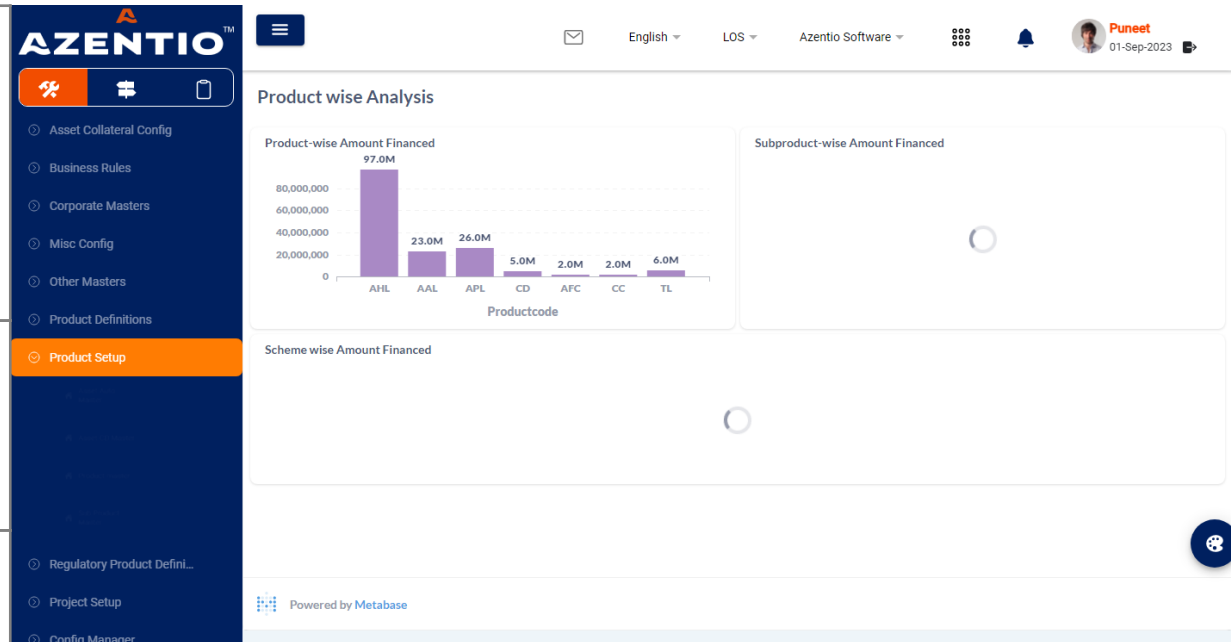 AZENTIO™
English
LOS
Azentio Software
Puneet
01-Sep-2023
Asset Collateral Config
Business Rules
Corporate Masters
Misc Config
Other Masters
Product Definitions
Product Setup
Regulatory Product Defini...
Project Setup
Config Manager
Product wise Analysis
Product-wise Amount Financed
97.0M
80,000,000
60,000,000
40,000,000
20,000,000
0
23.0M
26.0M
5.0M
2.0M
2.0M
6.0M
AHL
AAL
APL
CD
AFC
CC
TL
Productcode
Subproduct-wise Amount Financed
Scheme wise Amount Financed
Powered by Metabase